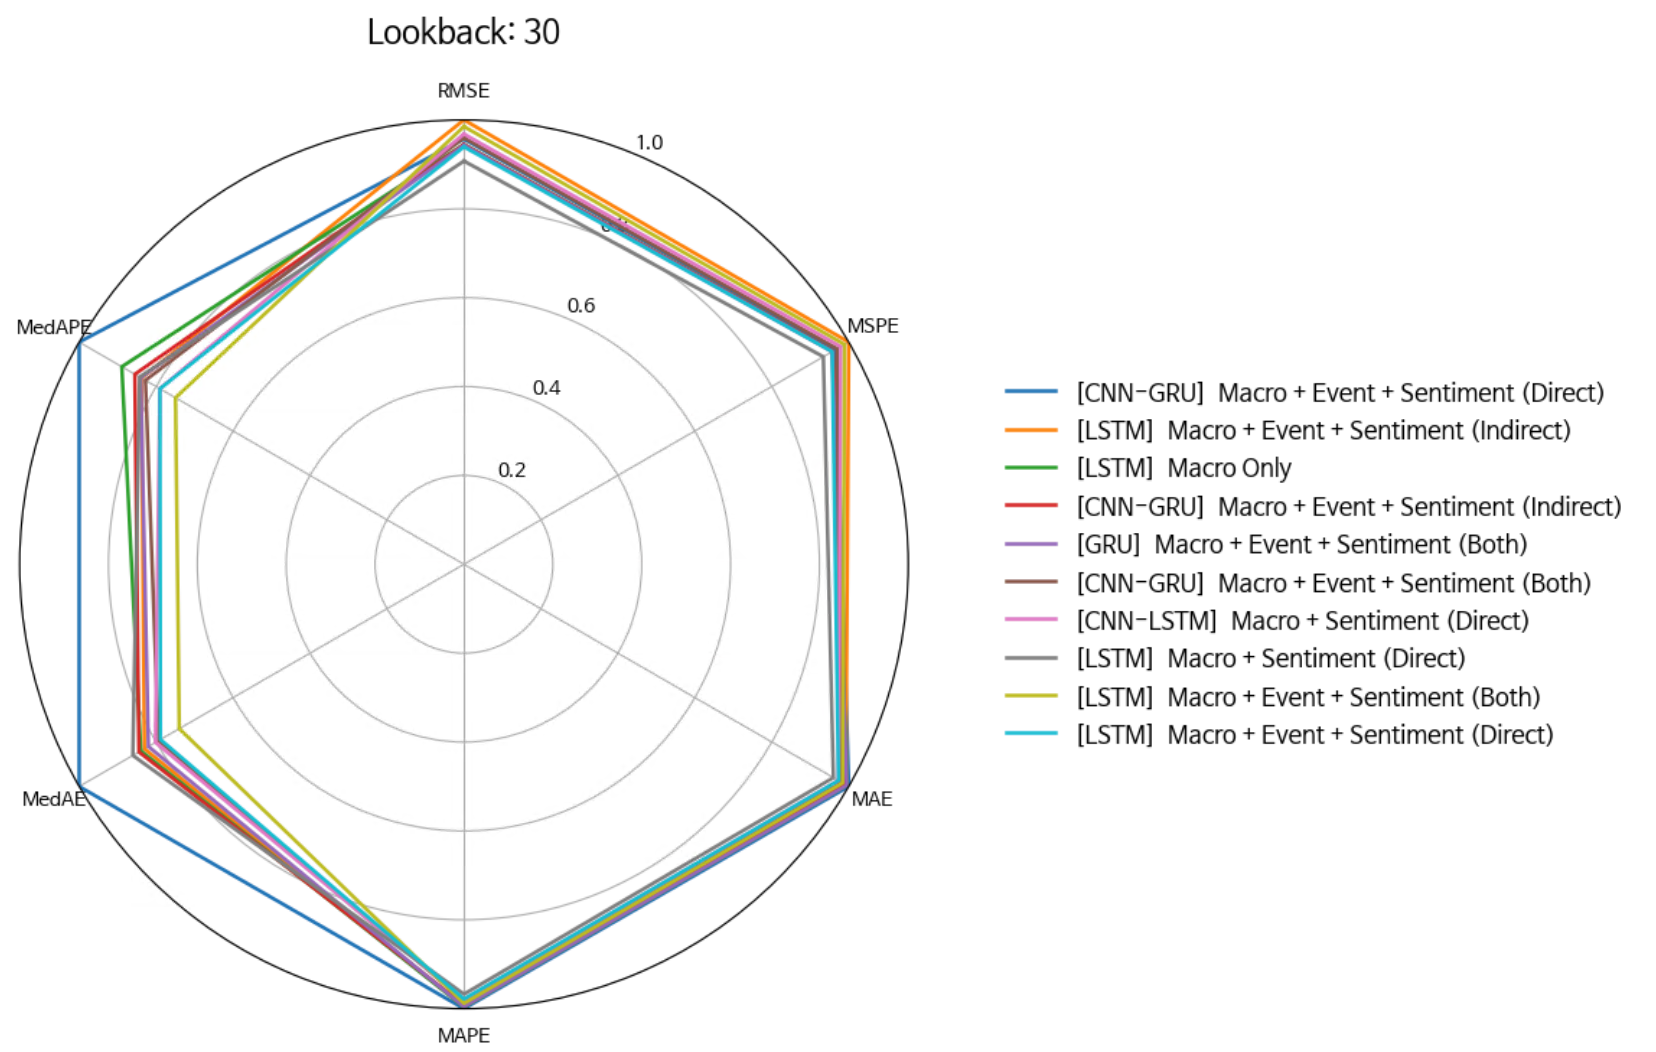 Lookback: 30
RMSE
1.0
0.6
MedAPE
MSPE
0.4
0.2
[CNN-GRU] Macro + Event + Sentiment (Direct)
[LSTM] Macro + Event + Sentiment (Indirect)
[LSTM] Macro Only
[CNN-GRU] Macro + Event + Sentiment (Indirect)
[GRU] Macro + Event + Sentiment (Both)
[CNN-GRU] Macro + Event + Sentiment (Both)
[CNN-LSTM] Macro + Sentiment (Direct)
[LSTM] Macro + Sentiment (Direct)
[LSTM] Macro + Event + Sentiment (Both)
[LSTM] Macro + Event + Sentiment (Direct)
MedAE
MAE
MAPE